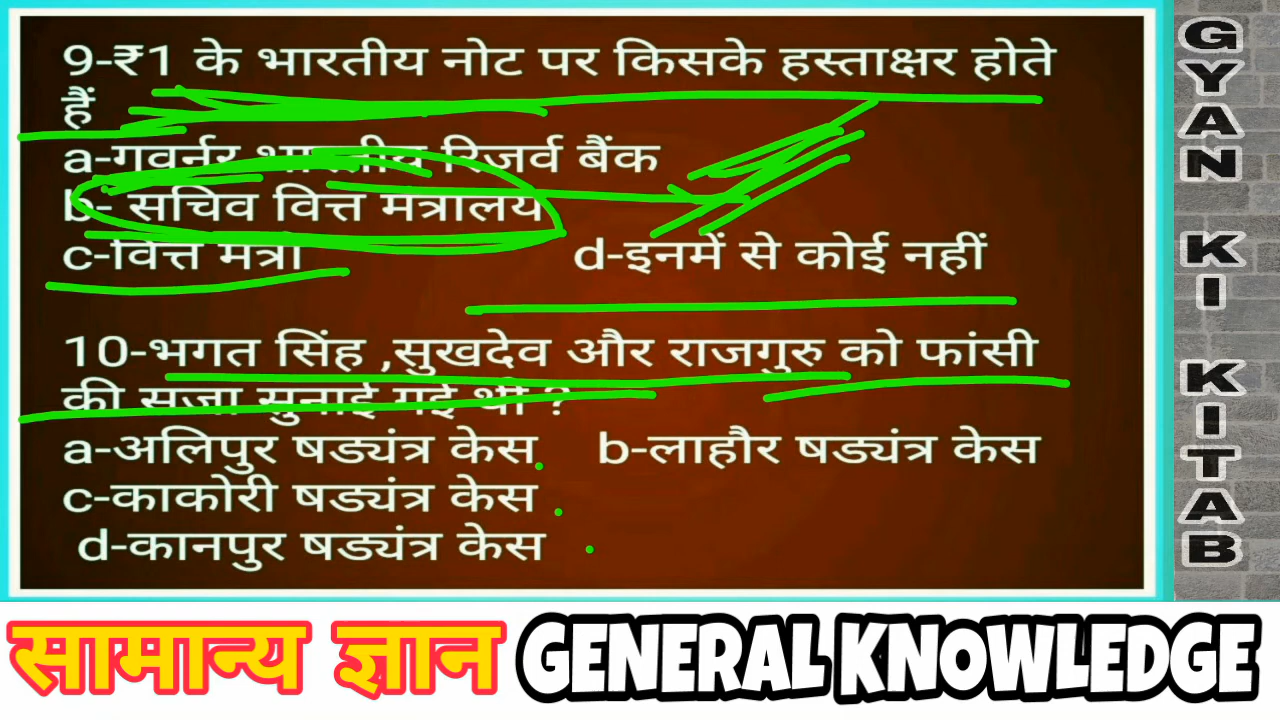 9-₹1 के भारतीय नोट पर किसके हस्ताक्षर होते
हैं
a-गवर्नर भारतीय रिजर्व बैंक
b- सचिव वित्त मत्रालय
c-वित्त मत्रा d-इनमें से कोई नहीं
10-भगत सिंह ,सुखदेव और राजगुरु को फांसी
की सजा सुनाई गई थी ?
a-अलिपुर षड्यंत्र केस b-लाहौर षड्यंत्र केस
c-काकोरी षड्यंत्र केस
d-कानपुर षड्यंत्र केस
GYAN KI KITAB
सामान्य ज्ञान GENERAL KNOWLEDGE